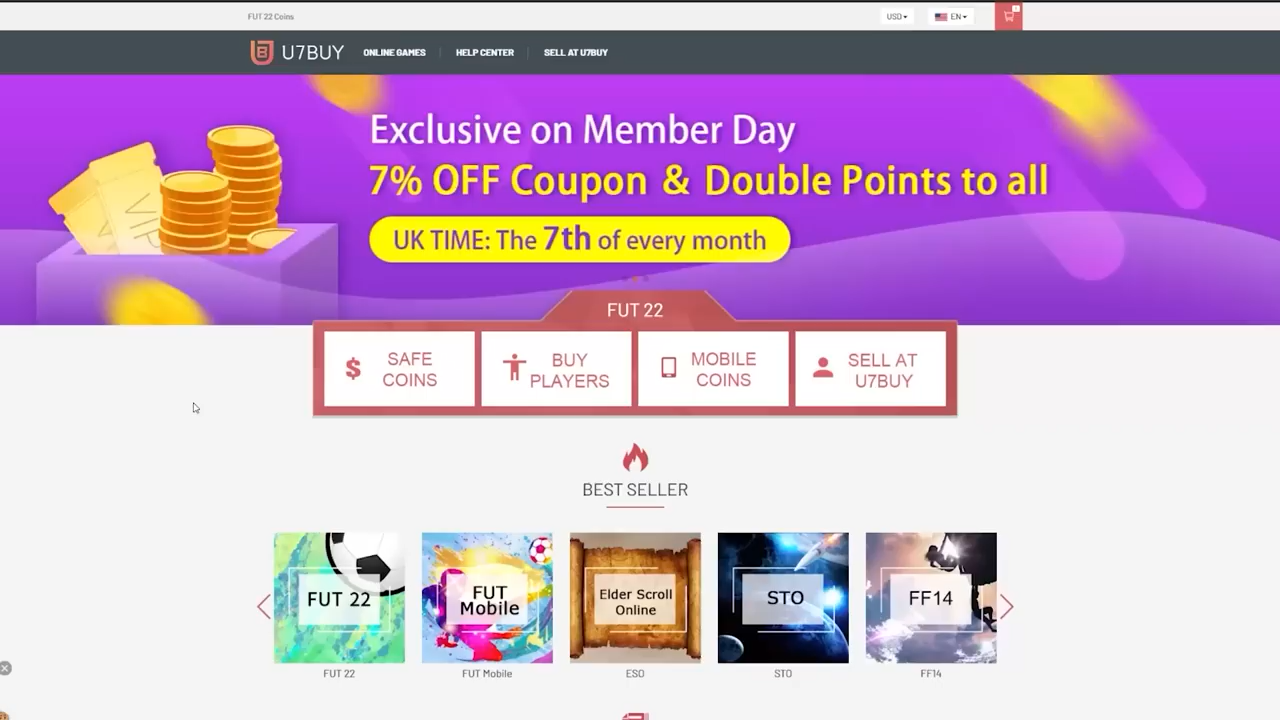 FUT 22 Coins
USD
EN
1
U7BUY
ONLINE GAMES
HELP CENTER
SELL AT U7BUY
Exclusive on Member Day
7% OFF Coupon & Double Points to all
UK TIME: The 7th of every month
VIP
FUT 22
SAFE
COINS
BUY
PLAYERS
MOBILE
COINS
SELL AT
U7BUY
BEST SELLER
FUT 22
FUT
Mobile
Elder Scroll
Online
STO
FF14
FUT 22
FUT Mobile
ESO
STO
FF14